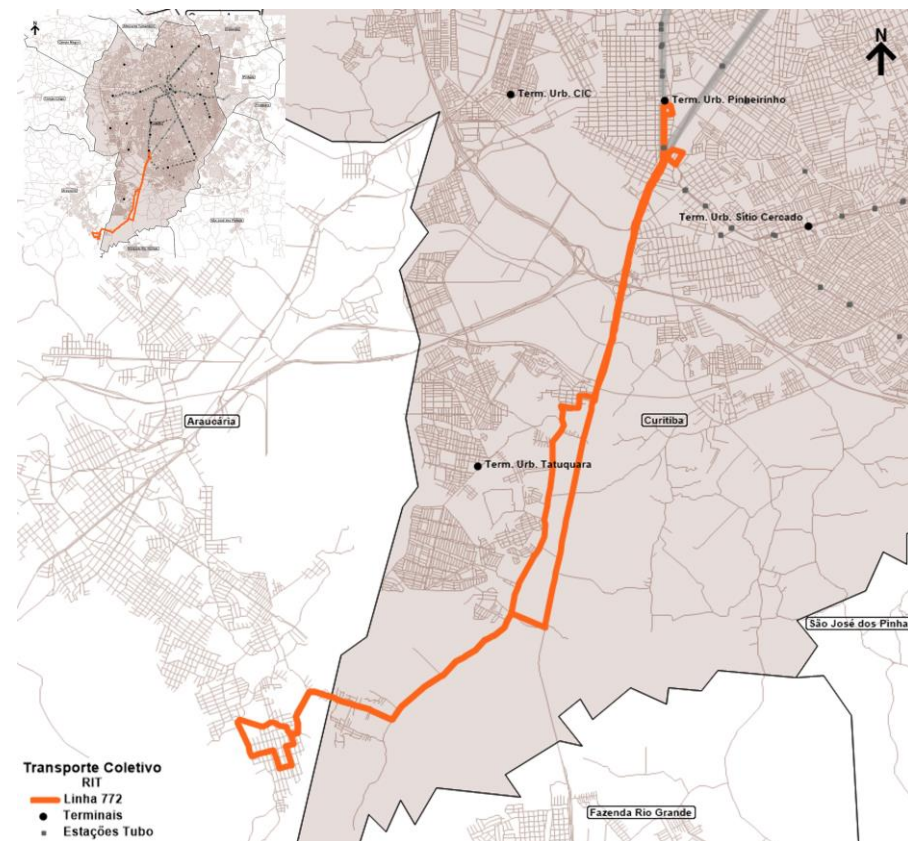 N
Term. Urb. CIC
Term. Urb. Pinheirinho
Term. Urb. Sítio Cercado
Araucária
Curitiba
Term. Urb. Tatuquara
São José dos Pinha
Fazenda Rio Grande
Transporte Coletivo
RIT
Linha 772
Terminais
Estações Tubo